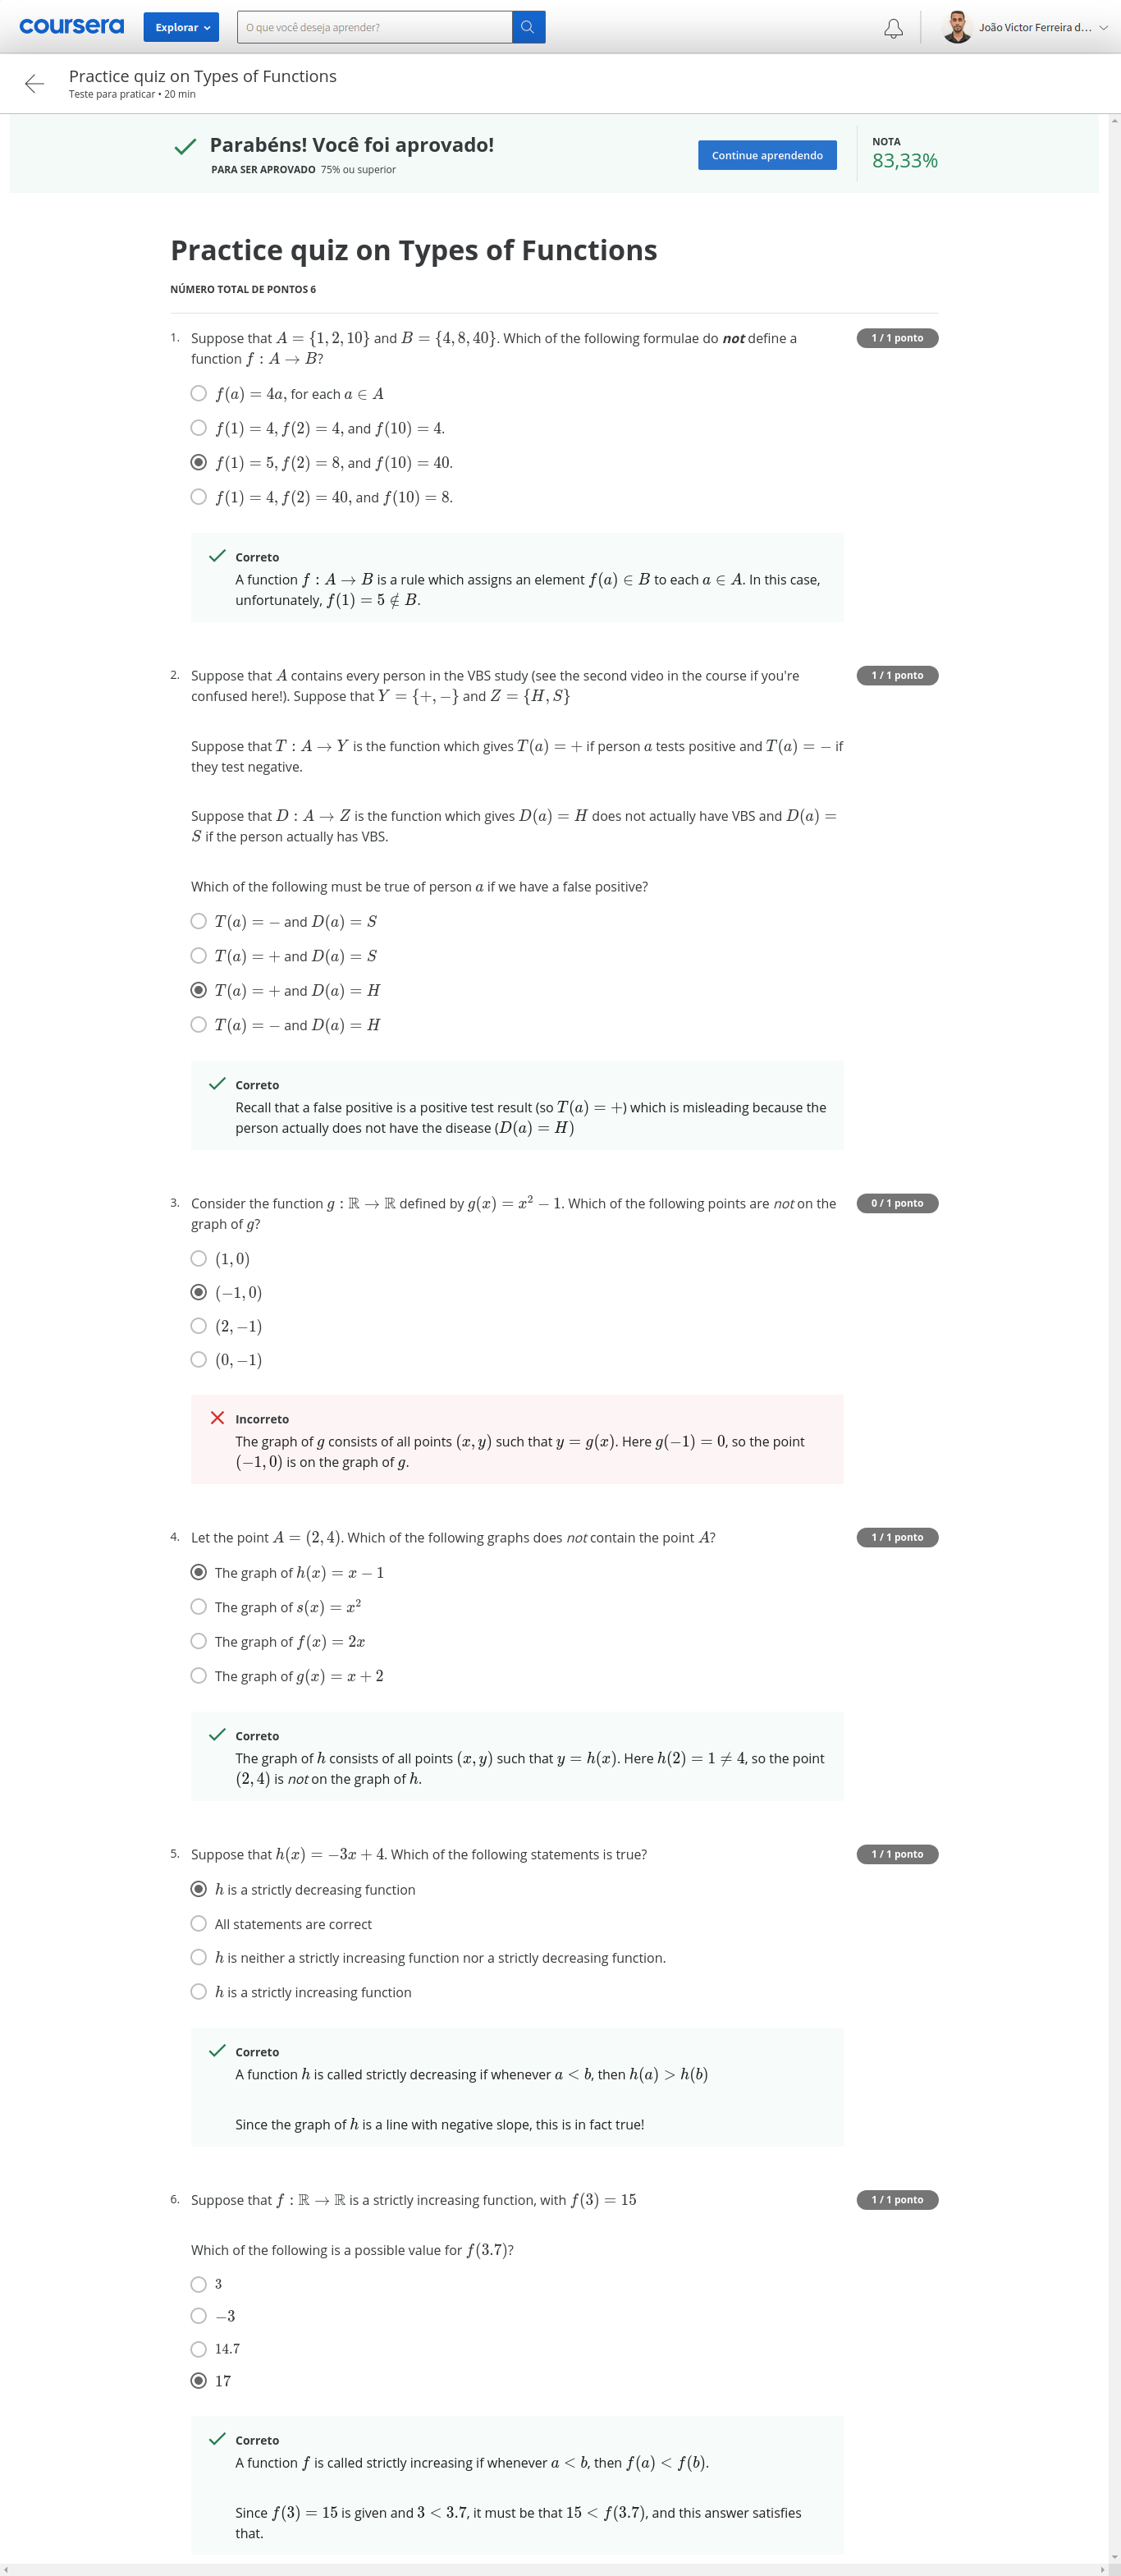 coursera
Explorar
O que você deseja aprender?
João Victor Ferreira d...
Practice quiz on Types of Functions
Teste para praticar • 20 min
Parabéns! Você foi aprovado!
PARA SER APROVADO 75% ou superior
Continue aprendendo
NOTA
83,33%
Practice quiz on Types of Functions
NÚMERO TOTAL DE PONTOS 6
1. Suppose that A = {1, 2, 10} and B = {4, 8, 40}. Which of the following formulae do not define a
function f : A → B?
1 / 1 ponto
f(a) = 4a, for each a ∈ A
f(1) = 4, f(2) = 4, and f(10) = 4.
f(1) = 5, f(2) = 8, and f(10) = 40.
f(1) = 4, f(2) = 40, and f(10) = 8.
Correto
A function f : A → B is a rule which assigns an element f(a) ∈ B to each a ∈ A. In this case,
unfortunately, f(1) = 5 ∉ B.
2. Suppose that A contains every person in the VBS study (see the second video in the course if you're
confused here!). Suppose that Y = {+, −} and Z = {H, S}
1 / 1 ponto
Suppose that T : A → Y is the function which gives T(a) = + if person a tests positive and T(a) = − if
they test negative.
Suppose that D : A → Z is the function which gives D(a) = H does not actually have VBS and D(a) =
S if the person actually has VBS.
Which of the following must be true of person a if we have a false positive?
T(a) = − and D(a) = S
T(a) = + and D(a) = S
T(a) = + and D(a) = H
T(a) = − and D(a) = H
Correto
Recall that a false positive is a positive test result (so T(a) = +) which is misleading because the
person actually does not have the disease (D(a) = H)
3. Consider the function g : ℝ → ℝ defined by g(x) = x² − 1. Which of the following points are not on the
graph of g?
0 / 1 ponto
(1, 0)
(−1, 0)
(2, −1)
(0, −1)
Incorreto
The graph of g consists of all points (x, y) such that y = g(x). Here g(−1) = 0, so the point
(−1, 0) is on the graph of g.
4. Let the point A = (2, 4). Which of the following graphs does not contain the point A?
1 / 1 ponto
The graph of h(x) = x − 1
The graph of s(x) = x²
The graph of f(x) = 2x
The graph of g(x) = x + 2
Correto
The graph of h consists of all points (x, y) such that y = h(x). Here h(2) = 1 ≠ 4, so the point
(2, 4) is not on the graph of h.
5. Suppose that h(x) = −3x + 4. Which of the following statements is true?
1 / 1 ponto
h is a strictly decreasing function
All statements are correct
h is neither a strictly increasing function nor a strictly decreasing function.
h is a strictly increasing function
Correto
A function h is called strictly decreasing if whenever a < b, then h(a) > h(b)
Since the graph of h is a line with negative slope, this is in fact true!
6. Suppose that f : ℝ → ℝ is a strictly increasing function, with f(3) = 15
1 / 1 ponto
Which of the following is a possible value for f(3.7)?
3
−3
14.7
17
Correto
A function f is called strictly increasing if whenever a < b, then f(a) < f(b).
Since f(3) = 15 is given and 3 < 3.7, it must be that 15 < f(3.7), and this answer satisfies
that.